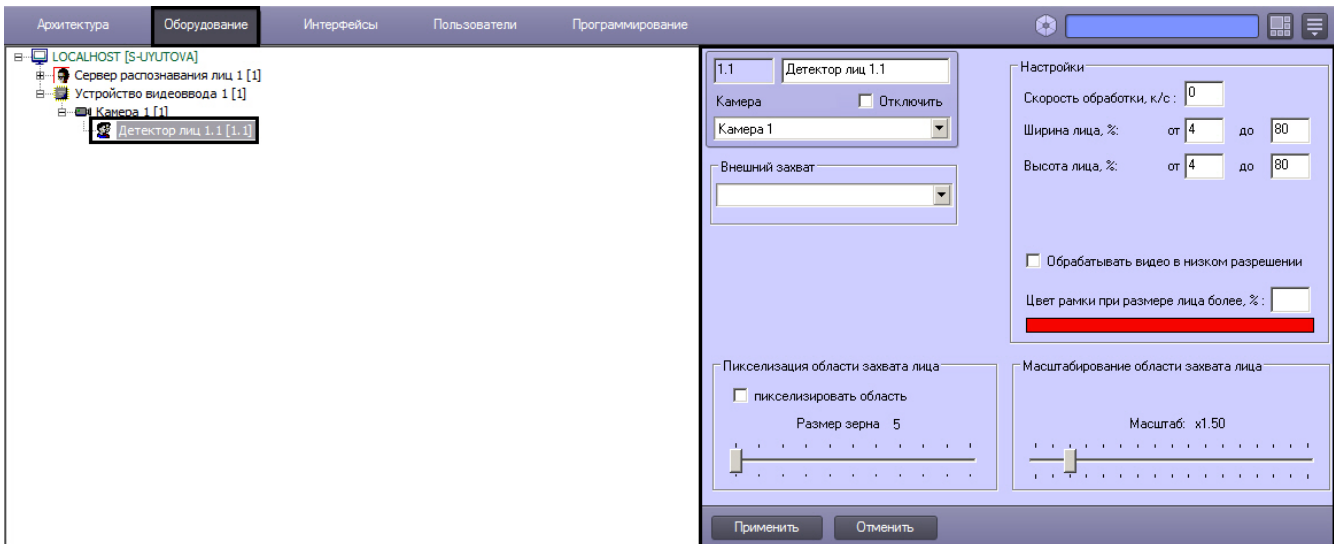 Архитектура Оборудование Интерфейсы Пользователи Программирование
LOCALHOST [S-UYUTOVA]
Сервер распознавания лиц 1 [1]
Устройство видеоввода 1 [1]
Камера 1 [1]
Детектор лиц 1.1 [1.1]
1.1 Детектор лиц 1.1
Камера Отключить
Камера 1
Внешний захват
Настройки
Скорость обработки, к/с : 0
Ширина лица, %: от 4 до 80
Высота лица, %: от 4 до 80
Обрабатывать видео в низком разрешении
Цвет рамки при размере лица более, % :
Пикселизация области захвата лица
пикселизировать область
Размер зерна 5
Масштабирование области захвата лица
Масштаб: x1.50
Применить Отменить